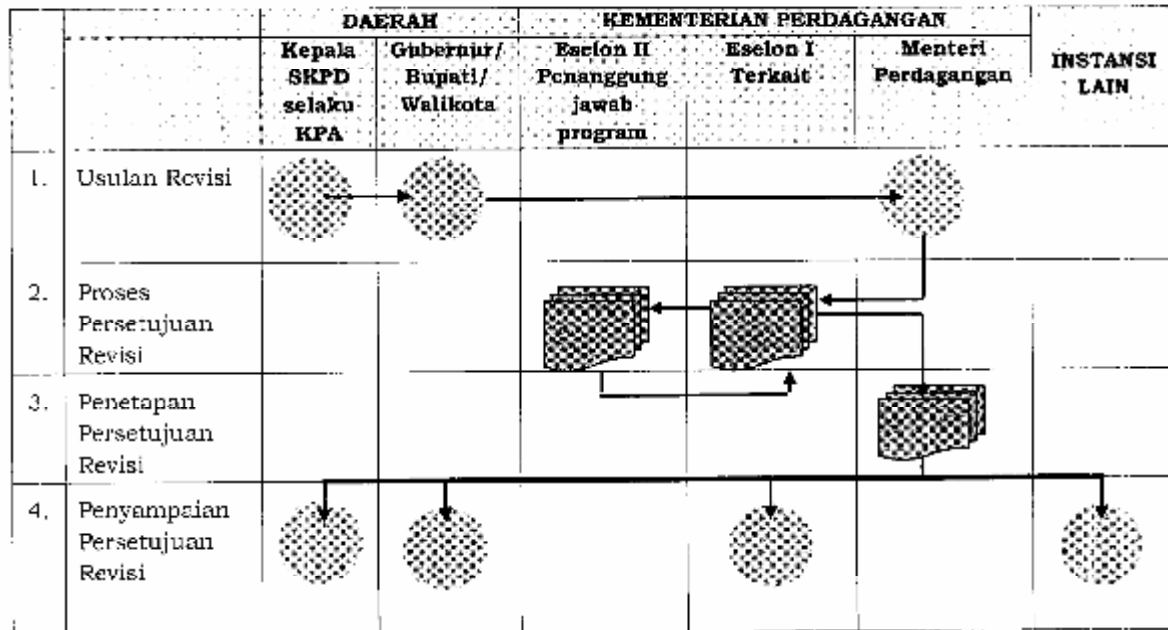 DAERAH
KEMENTERIAN PERDAGANGAN
Kepala
SKPD
selaku
KPA
Gubernur/
Bupati/
Walikota
Eselon II
Penanggung
jawab
program
Eselon I
Terkait
Menteri
Perdagangan
INSTANSI
LAIN
1. Usulan Revisi
2. Proses
Persetujuan
Revisi
3. Penetapan
Persetujuan
Revisi
4. Penyampaian
Persetujuan
Revisi